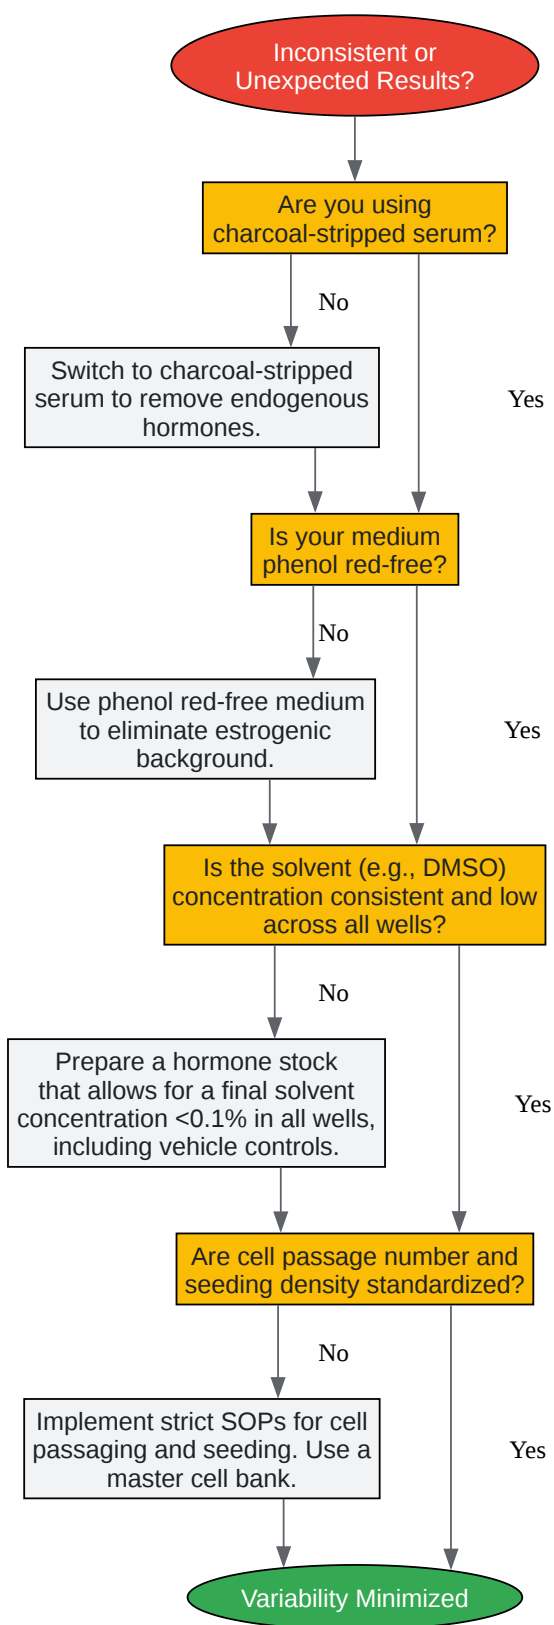 Inconsistent or
Unexpected Results?
Are you using
charcoal-stripped serum?
No
Switch to charcoal-stripped
serum to remove endogenous
hormones.
Yes
Is your medium
phenol red-free?
No
Use phenol red-free medium
to eliminate estrogenic
background.
Yes
Is the solvent (e.g., DMSO)
concentration consistent and low
across all wells?
No
Prepare a hormone stock
that allows for a final solvent
concentration <0.1% in all wells,
including vehicle controls.
Yes
Are cell passage number and
seeding density standardized?
No
Implement strict SOPs for cell
passaging and seeding. Use a
master cell bank.
Yes
Variability Minimized